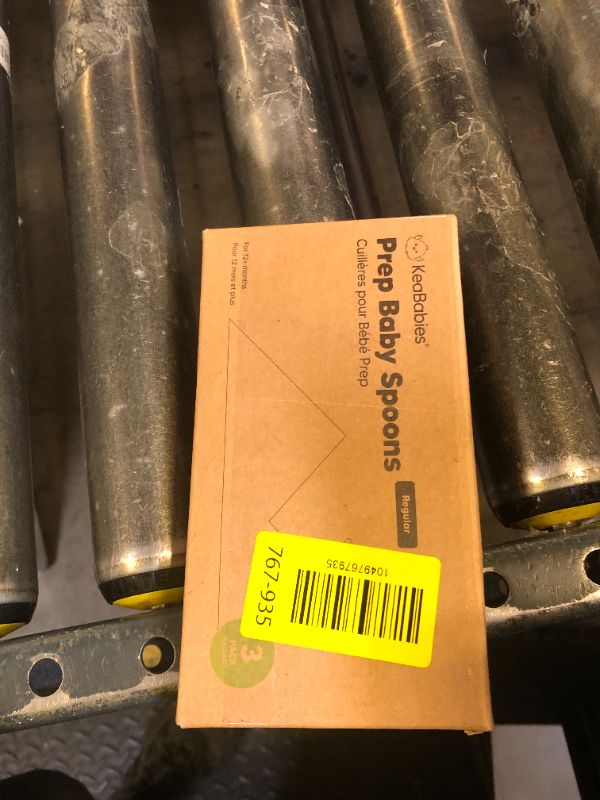 KeaBabies®
Prep Baby Spoons
Regular
Cuillères pour Bébé Prep
For 12+ months
Pour 12 mois et plus
1049767935
767-935
3
PACK